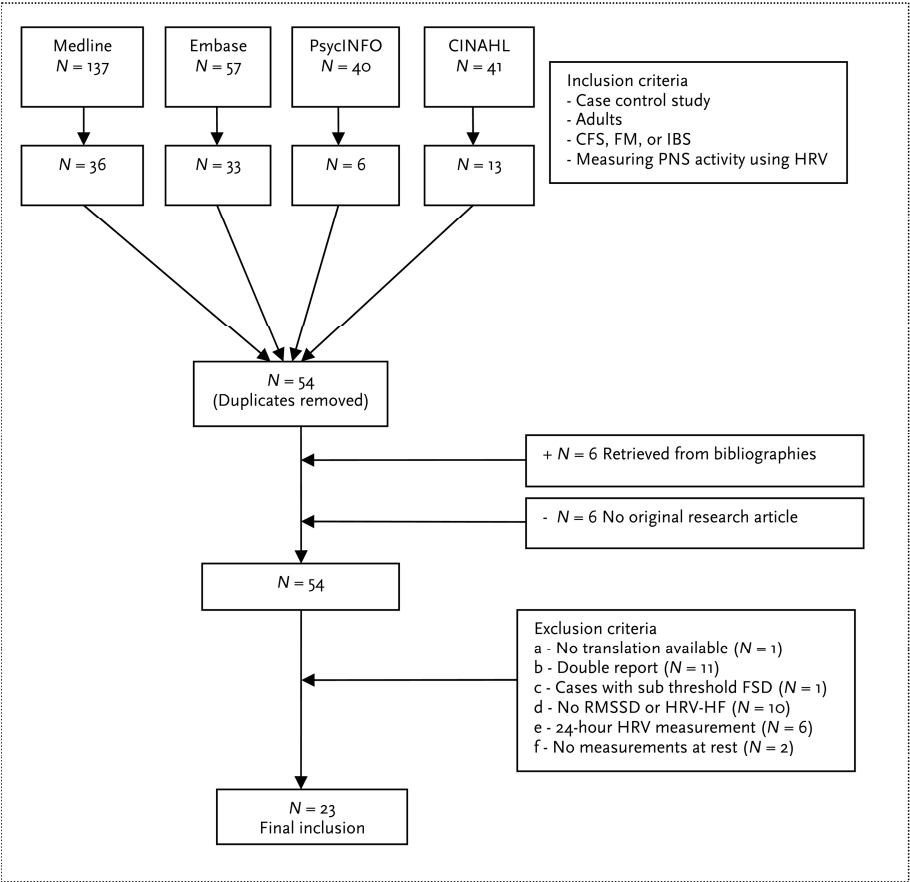 Medline
N = 137
Embase
N = 57
PsycINFO
N = 40
CINAHL
N = 41
Inclusion criteria
- Case control study
- Adults
- CFS, FM, or IBS
- Measuring PNS activity using HRV
N = 36
N = 33
N = 6
N = 13
N = 54
(Duplicates removed)
+ N = 6 Retrieved from bibliographies
- N = 6 No original research article
N = 54
Exclusion criteria
a - No translation available (N = 1)
b - Double report (N = 11)
c - Cases with sub threshold FSD (N = 1)
d - No RMSSD or HRV-HF (N = 10)
e - 24-hour HRV measurement (N = 6)
f - No measurements at rest (N = 2)
N = 23
Final inclusion